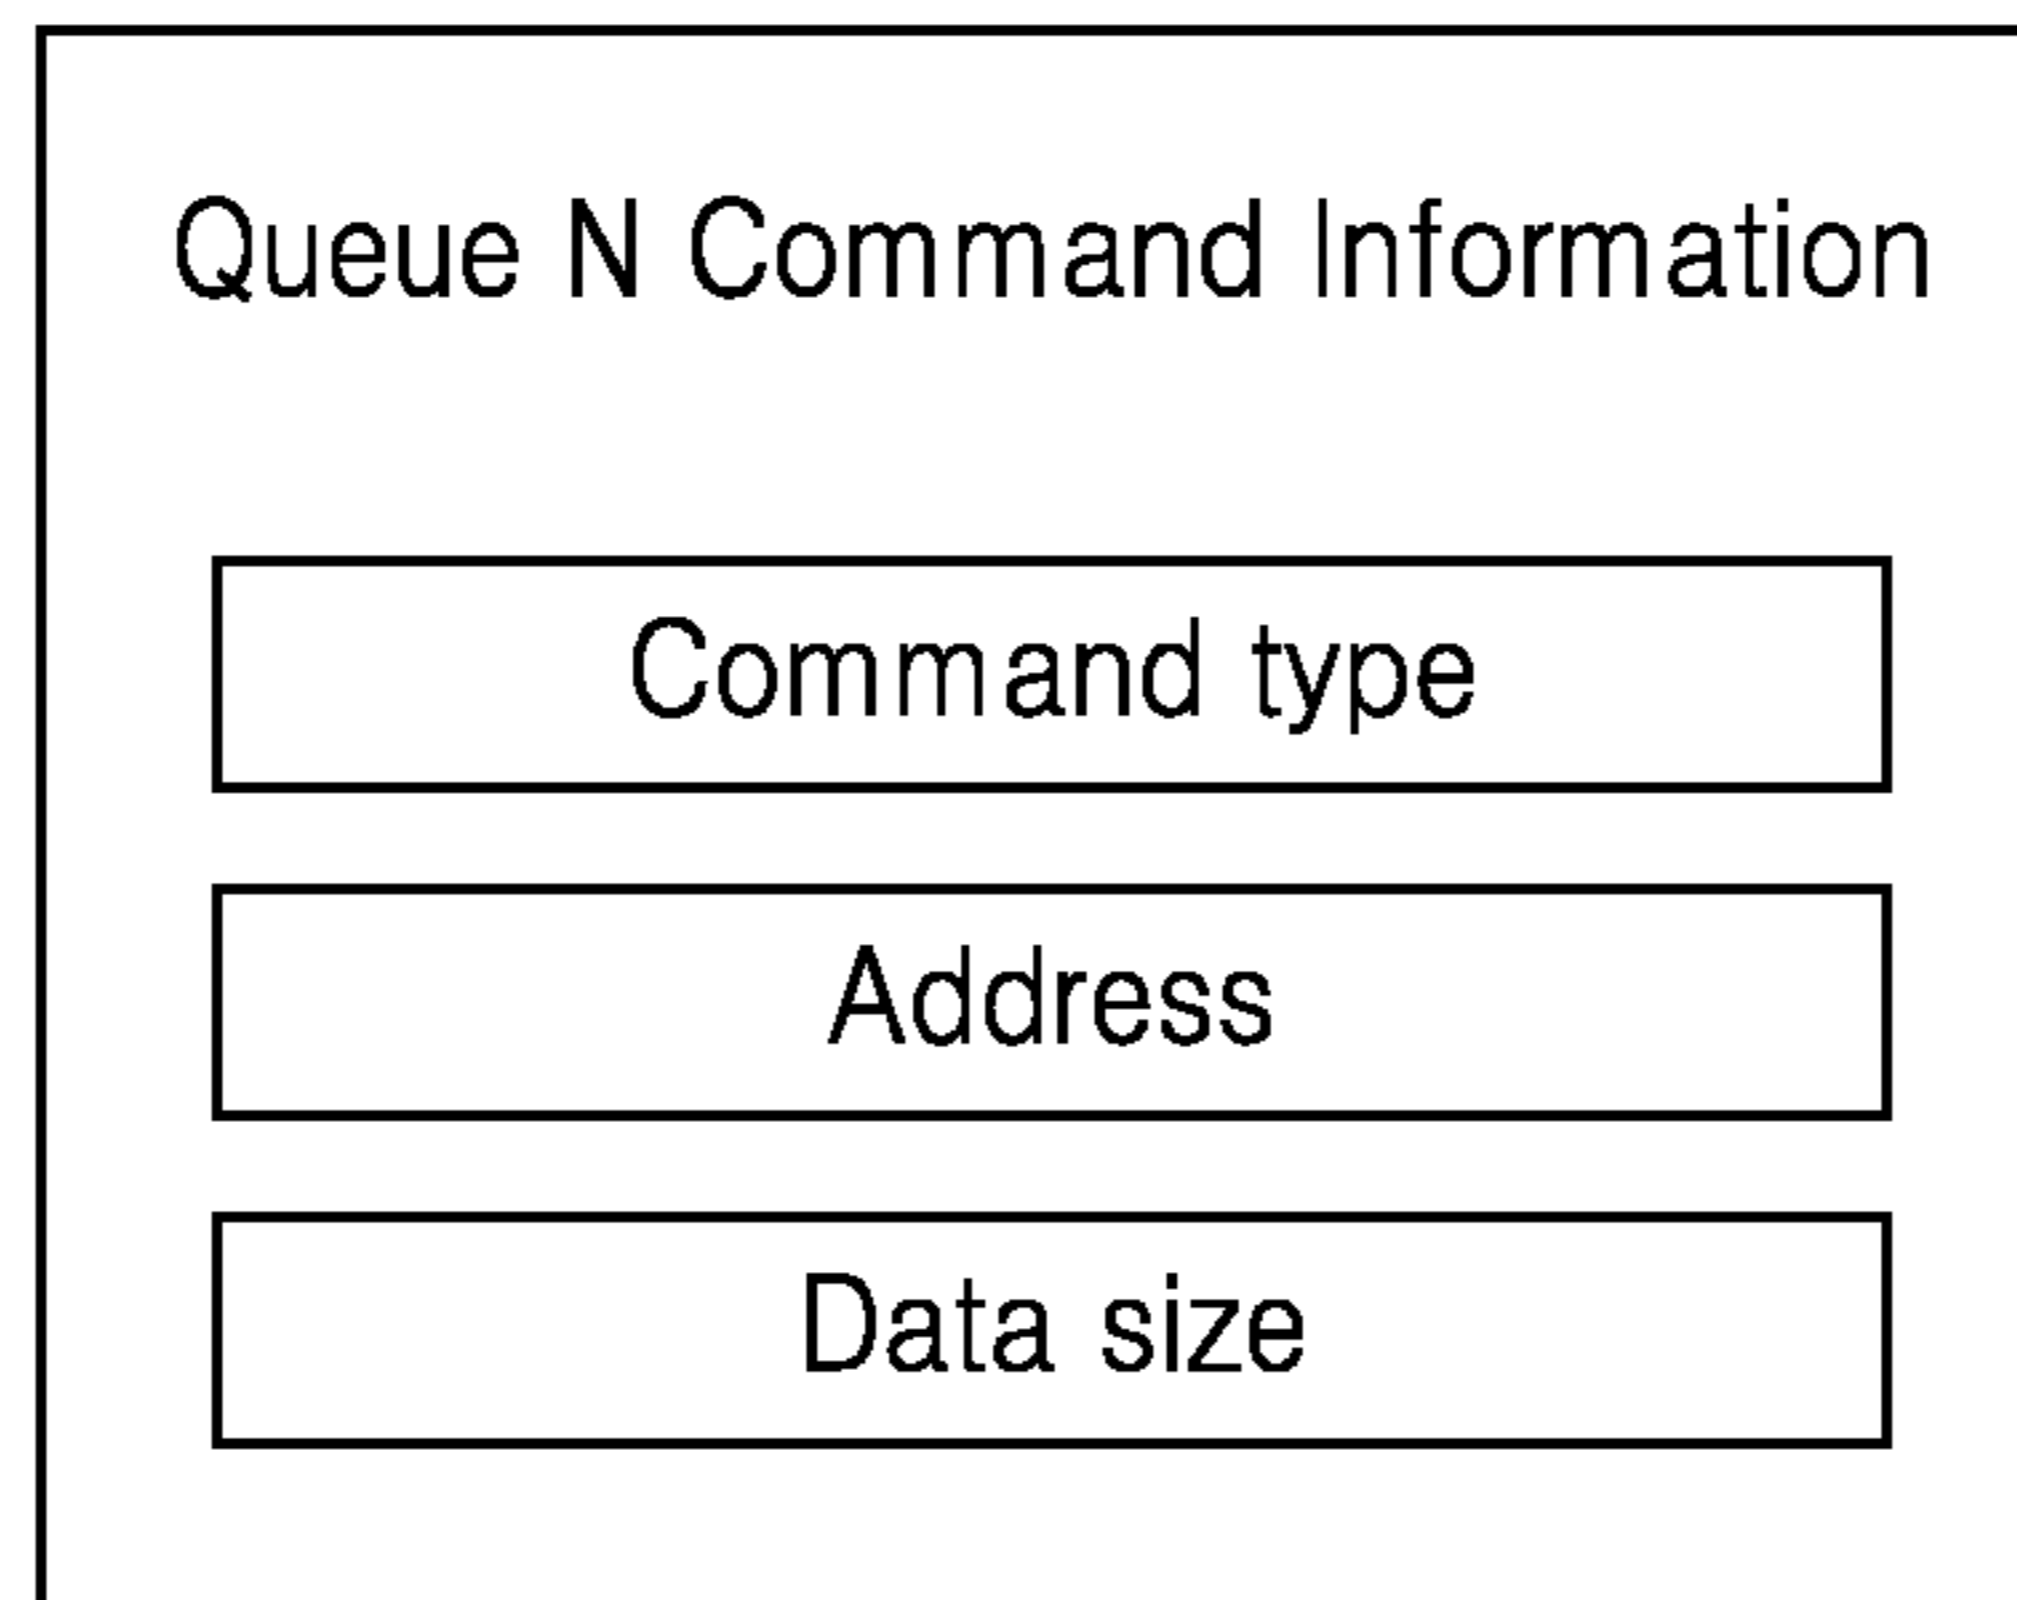 Queue N Command Information
Command type
Address
Data size